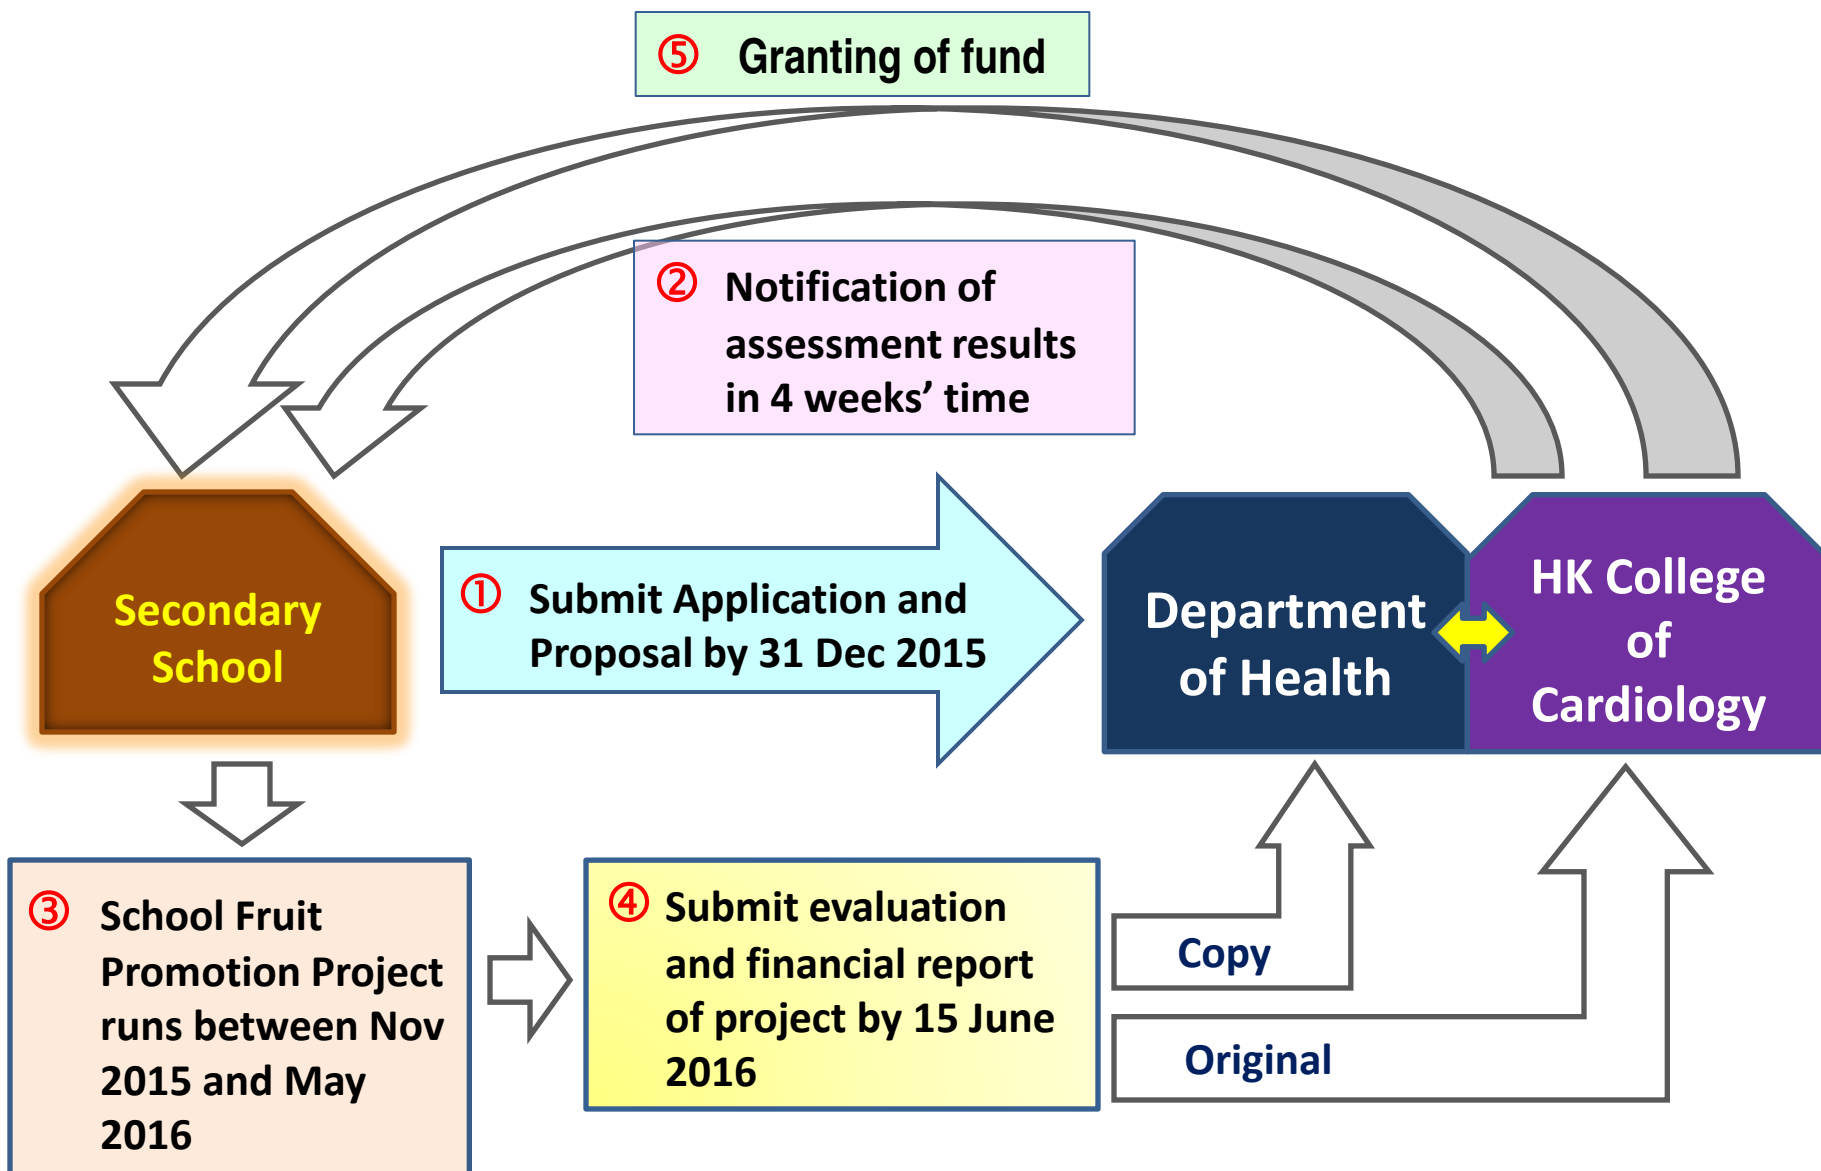 ⑤ Granting of fund
② Notification of
assessment results
in 4 weeks’ time
Secondary
School
① Submit Application and
Proposal by 31 Dec 2015
Department
of Health
HK College
of
Cardiology
③ School Fruit
Promotion Project
runs between Nov
2015 and May
2016
④ Submit evaluation
and financial report
of project by 15 June
2016
Copy
Original